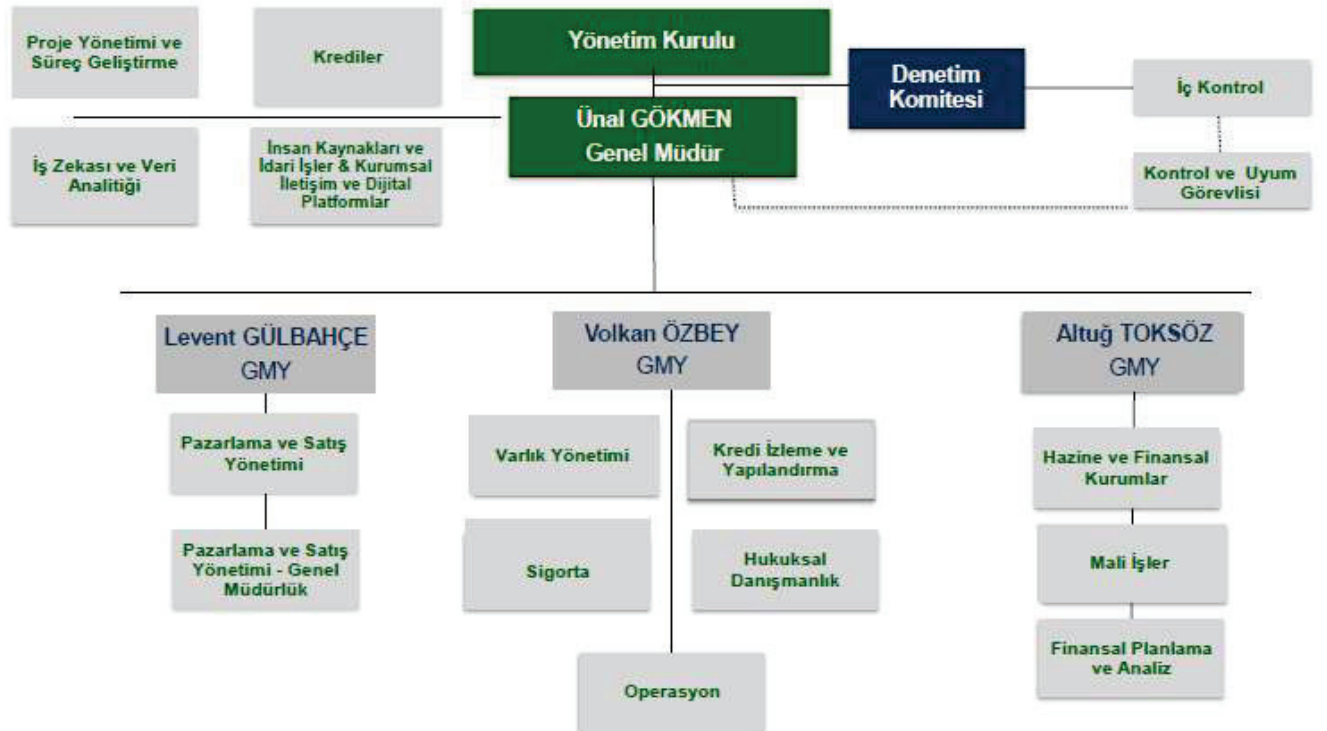 Proje Yönetimi ve
Süreç Geliştirme
Krediler
Yönetim Kurulu
Denetim
Komitesi
İç Kontrol
Ünal GÖKMEN
Genel Müdür
İş Zekası ve Veri
Analitiği
İnsan Kaynakları ve
İdari İşler & Kurumsal
İletişim ve Dijital
Platformlar
Kontrol ve Uyum
Görevlisi
Levent GÜLBAHÇE
GMY
Volkan ÖZBEY
GMY
Altuğ TOKSÖZ
GMY
Pazarlama ve Satış
Yönetimi
Varlık Yönetimi
Kredi İzleme ve
Yapılandırma
Hazine ve Finansal
Kurumlar
Pazarlama ve Satış
Yönetimi - Genel
Müdürlük
Sigorta
Hukuksal
Danışmanlık
Mali İşler
Operasyon
Finansal Planlama
ve Analiz